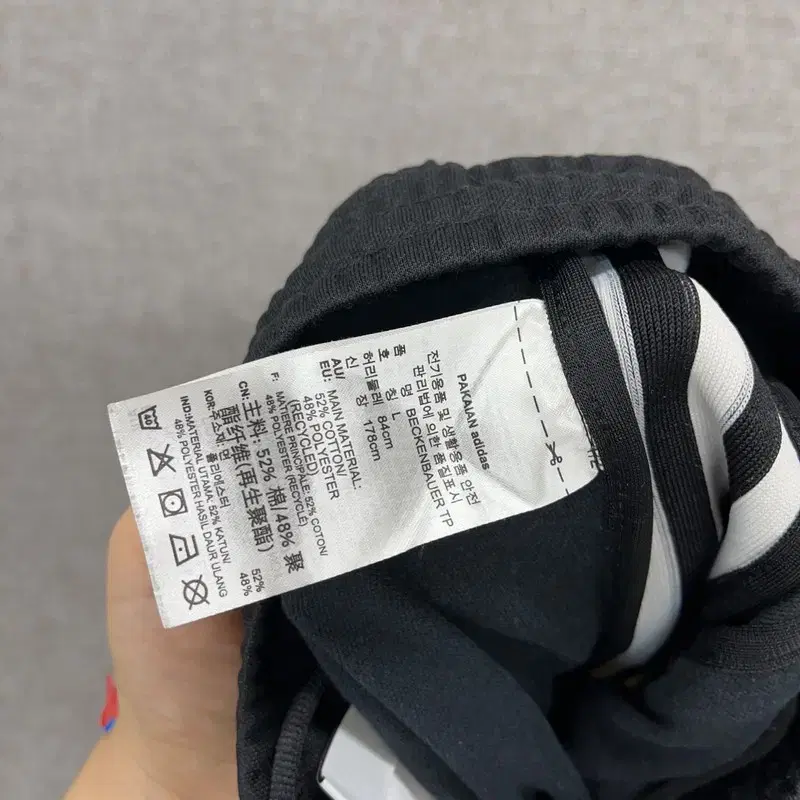 PAKAIAN adidas
전기용품 및 생활용품 안전
관리법에 의한 품질표시
품 명 BECKENBAUER TP
호 칭 L
허리둘레 84cm
신 장 178cm
AU/
EU: MAIN MATERIAL:
52% COTTON/
48% POLYESTER
(RECYCLED)
F: MATIERE PRINCIPALE: 52% COTON/
48% POLYESTER (RECYCLE)
CN: 主料: 52% 棉/48% 聚
酯纤维(再生聚酯)
KOR: 52%
폴리에스터 48%
IND:MATERIAL UTAMA: 52% KATUN/
48% POLYESTER HASIL DAUR ULANG
40